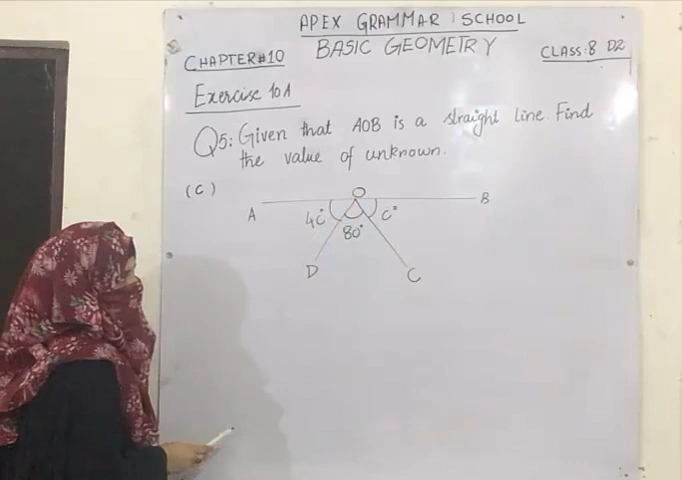 APEX GRAMMAR SCHOOL
BASIC GEOMETRY
CHAPTER#10
CLASS:8 D2
Exercise 10A
Q5: Given that AOB is a straight line. Find
the value of unknown.
(C)
O
A
B
4c°
80°
c°
D
C